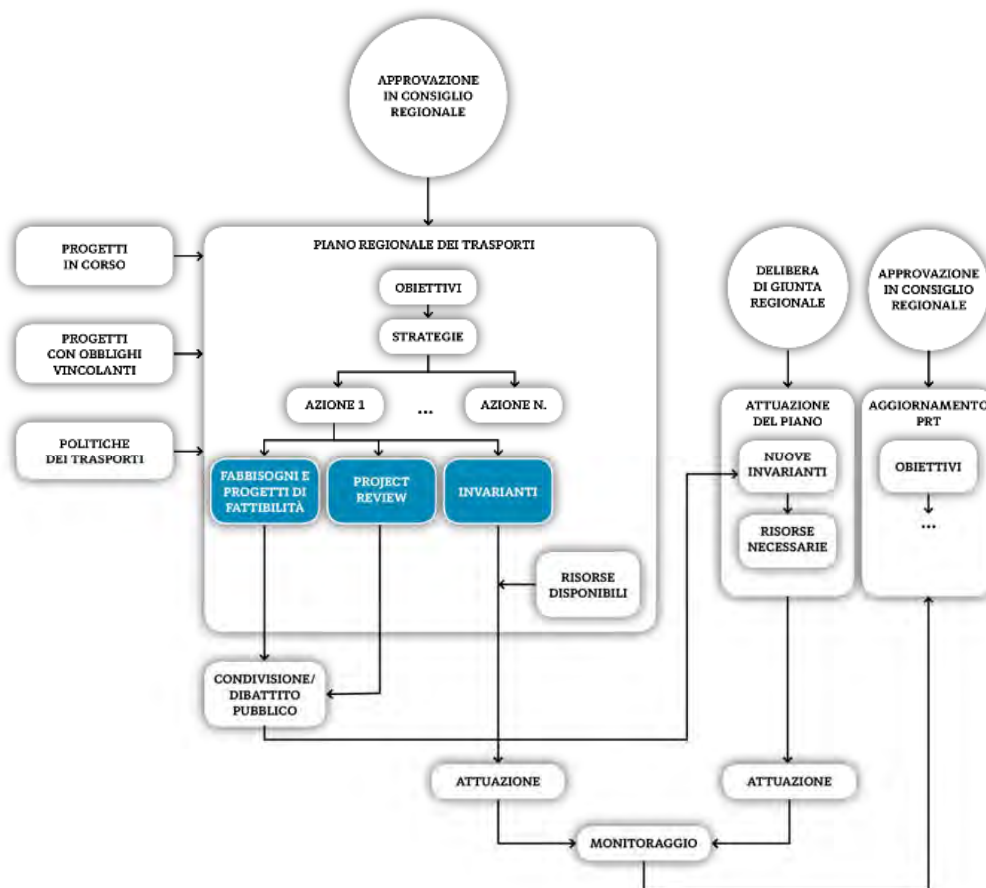 APPROVAZIONE
IN CONSIGLIO
REGIONALE
PROGETTI
IN CORSO
PROGETTI
CON OBBLIGHI
VINCOLANTI
POLITICHE
DEI TRASPORTI
PIANO REGIONALE DEI TRASPORTI
OBIETTIVI
STRATEGIE
AZIONE 1
...
AZIONE N.
FABBISOGNI E
PROGETTI DI
FATTIBILITÀ
PROJECT
REVIEW
INVARIANTI
RISORSE
DISPONIBILI
CONDIVISIONE/
DIBATTITO
PUBBLICO
DELIBERA
DI GIUNTA
REGIONALE
APPROVAZIONE
IN CONSIGLIO
REGIONALE
ATTUAZIONE
DEL PIANO
NUOVE
INVARIANTI
RISORSE
NECESSARIE
AGGIORNAMENTO
PRT
OBIETTIVI
...
ATTUAZIONE
ATTUAZIONE
MONITORAGGIO